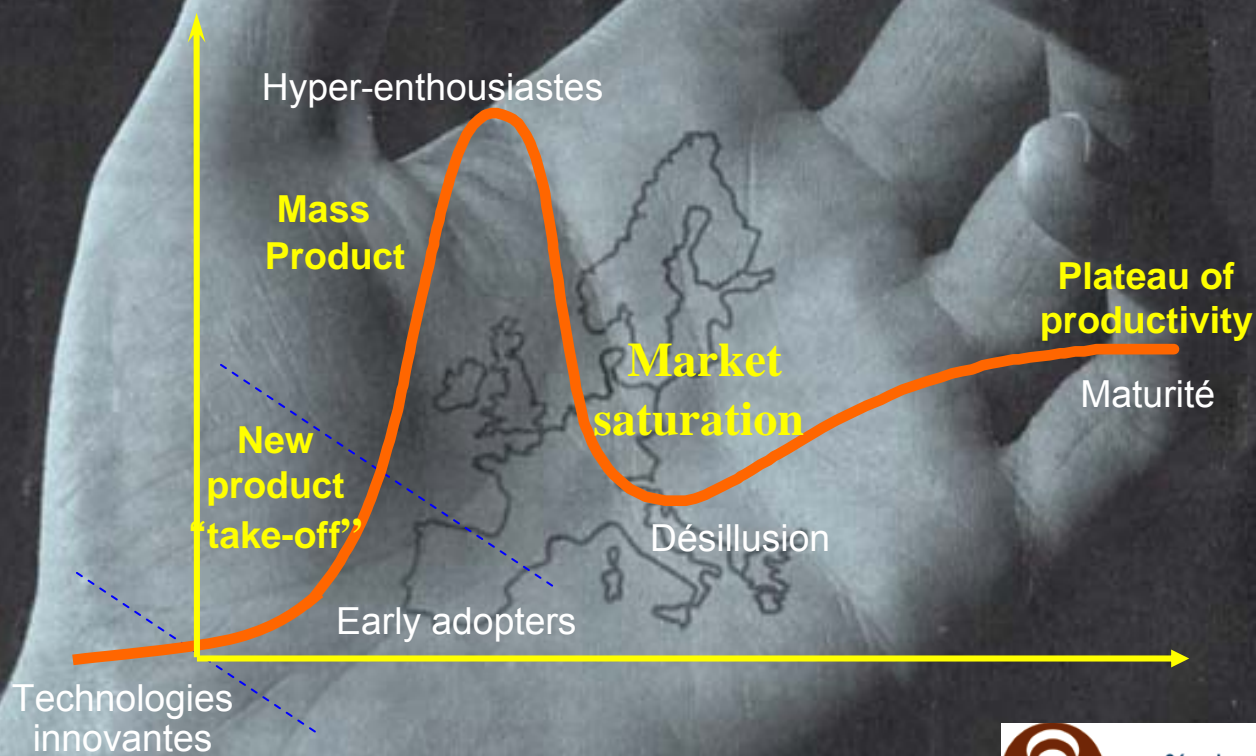 Hyper-enthousiastes
Mass
Product
Plateau of
productivity
Market
saturation
Maturité
New
product
“take-off”
Désillusion
Early adopters
Technologies
innovantes